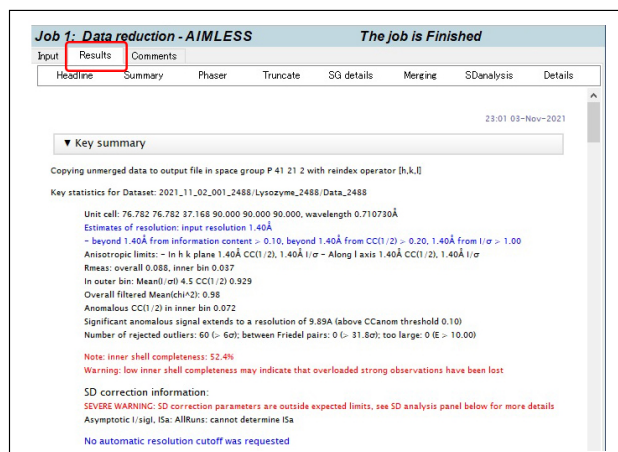 Job 1: Data reduction - AIMLESS The job is Finished
Input Results Comments
Headline Summary Phaser Truncate SG details Merging SDanalysis Details
23:01 03-Nov-2021
▼ Key summary
Copying unmerged data to output file in space group P 41 21 2 with reindex operator [h,k,l]
Key statistics for Dataset: 2021_11_02_001_2488/Lysozyme_2488/Data_2488
Unit cell: 76.782 76.782 37.168 90.000 90.000 90.000, wavelength 0.710730Å
Estimates of resolution: input resolution 1.40Å
- beyond 1.40Å from information content > 0.10, beyond 1.40Å from CC(1/2) > 0.20, 1.40Å from I/σ > 1.00
Anisotropic limits: - In h k plane 1.40Å CC(1/2), 1.40Å I/σ - Along l axis 1.40Å CC(1/2), 1.40Å I/σ
Rmeas: overall 0.088, inner bin 0.037
In outer bin: Mean(I/σI) 4.5 CC(1/2) 0.929
Overall filtered Mean(chi^2): 0.98
Anomalous CC(1/2) in inner bin 0.072
Significant anomalous signal extends to a resolution of 9.89A (above CCanom threshold 0.10)
Number of rejected outliers: 60 (> 6σ); between Friedel pairs: 0 (> 31.8σ); too large: 0 (E > 10.00)
Note: inner shell completeness: 52.4%
Warning: low inner shell completeness may indicate that overloaded strong observations have been lost
SD correction information:
SEVERE WARNING: SD correction parameters are outside expected limits, see SD analysis panel below for more details
Asymptotic I/sigI, ISa: AllRuns: cannot determine ISa
No automatic resolution cutoff was requested